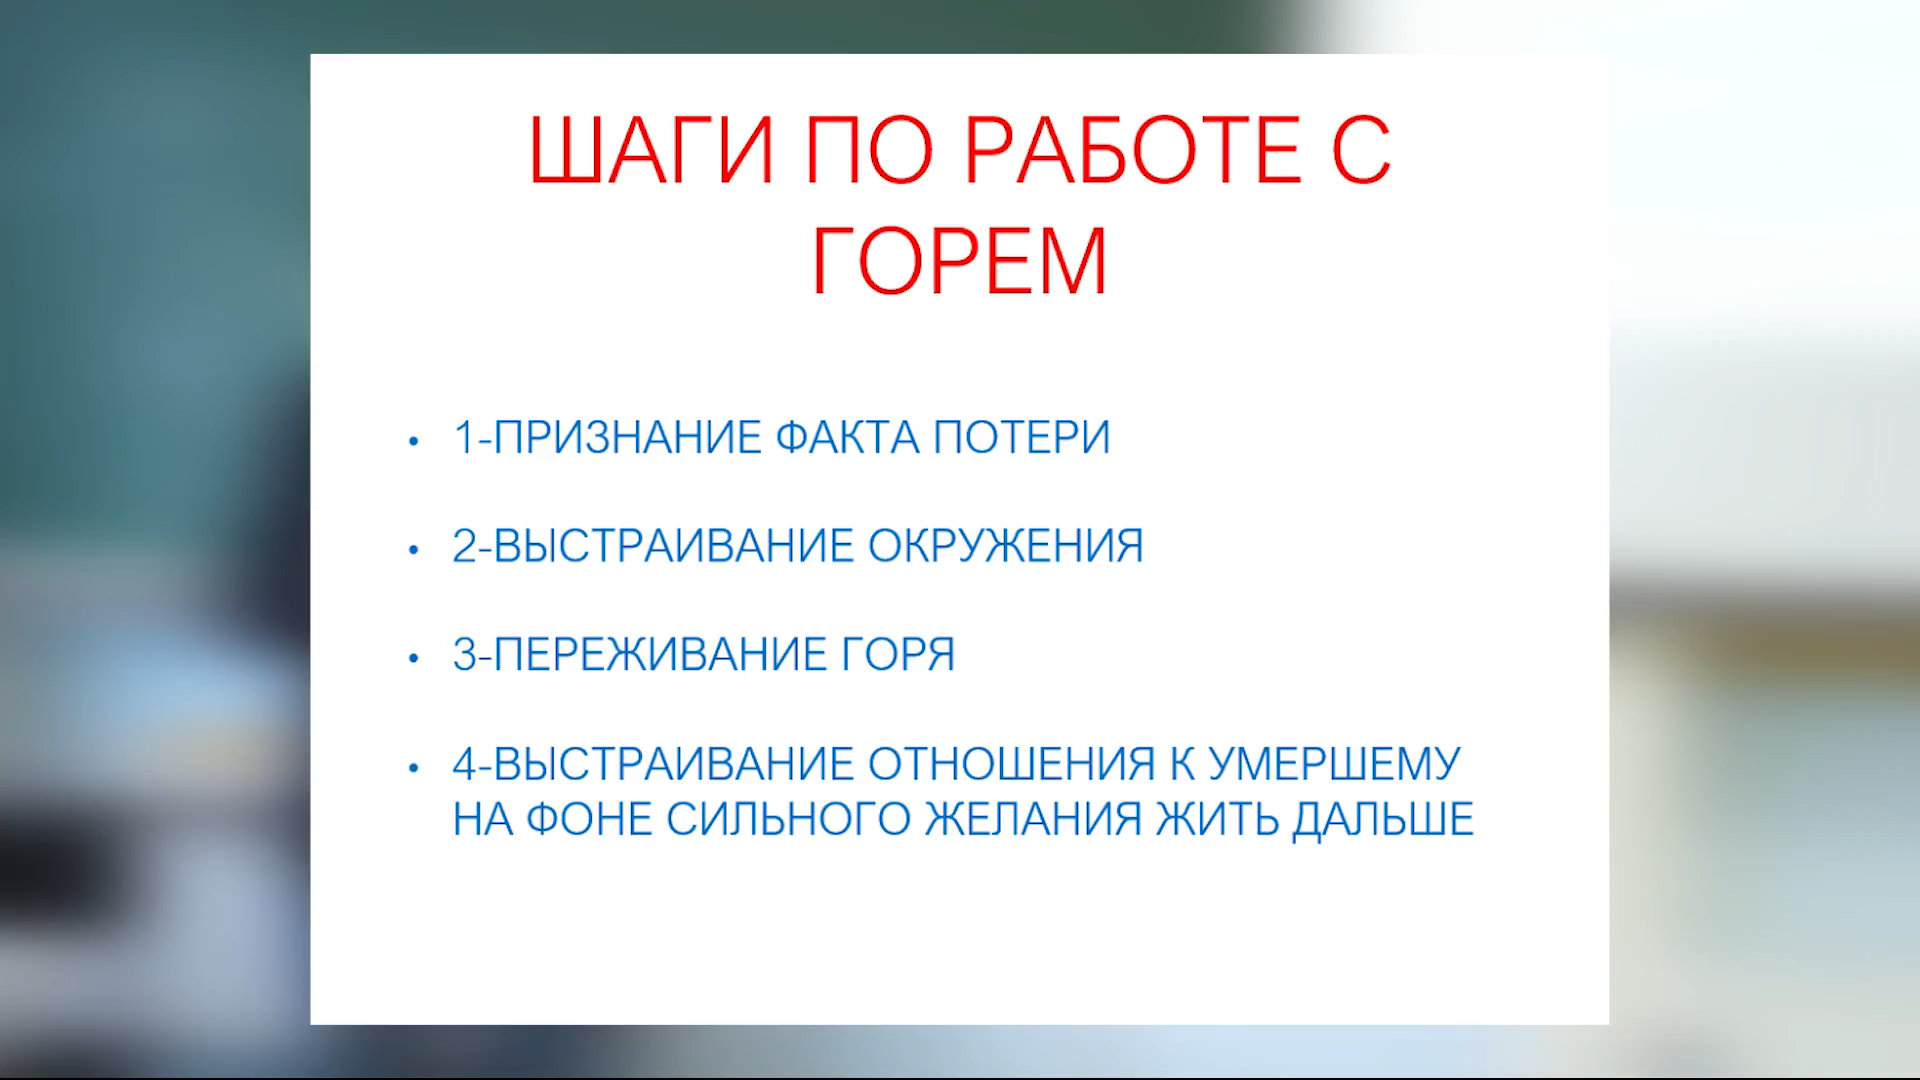 ШАГИ ПО РАБОТЕ С
ГОРЕМ
• 1-ПРИЗНАНИЕ ФАКТА ПОТЕРИ
• 2-ВЫСТРАИВАНИЕ ОКРУЖЕНИЯ
• 3-ПЕРЕЖИВАНИЕ ГОРЯ
• 4-ВЫСТРАИВАНИЕ ОТНОШЕНИЯ К УМЕРШЕМУ
НА ФОНЕ СИЛЬНОГО ЖЕЛАНИЯ ЖИТЬ ДАЛЬШЕ